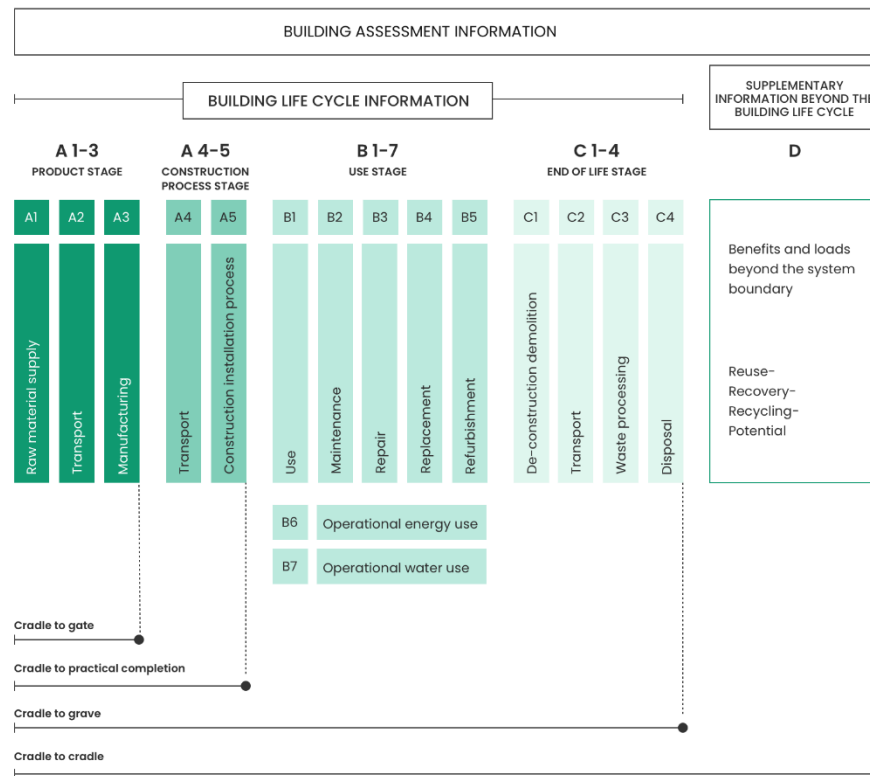 BUILDING ASSESSMENT INFORMATION
BUILDING LIFE CYCLE INFORMATION
SUPPLEMENTARY
INFORMATION BEYOND THE
BUILDING LIFE CYCLE
A 1-3
PRODUCT STAGE
A 4-5
CONSTRUCTION
PROCESS STAGE
B 1-7
USE STAGE
C 1-4
END OF LIFE STAGE
D
A1
A2
A3
A4
A5
B1
B2
B3
B4
B5
C1
C2
C3
C4
Raw material supply
Transport
Manufacturing
Transport
Construction installation process
Use
Maintenance
Repair
Replacement
Refurbishment
De-construction demolition
Transport
Waste processing
Disposal
Benefits and loads
beyond the system
boundary
Reuse-
Recovery-
Recycling-
Potential
B6
Operational energy use
B7
Operational water use
Cradle to gate
Cradle to practical completion
Cradle to grave
Cradle to cradle